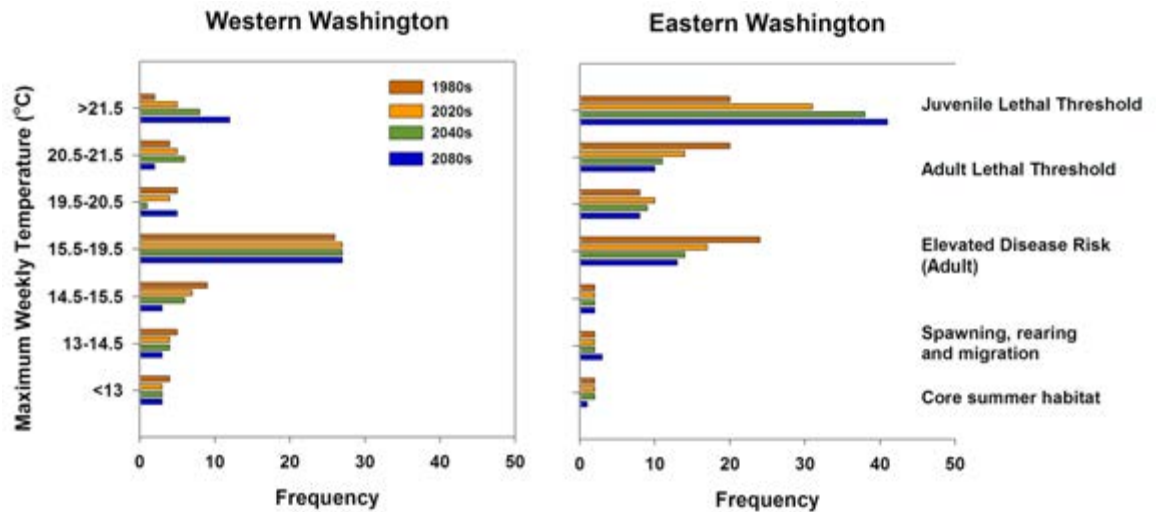 Western Washington
Eastern Washington
Maximum Weekly Temperature (°C)
>21.5
20.5-21.5
19.5-20.5
15.5-19.5
14.5-15.5
13-14.5
<13
1980s
2020s
2040s
2080s
0 10 20 30 40 50
Frequency
0 10 20 30 40 50
Frequency
Juvenile Lethal Threshold
Adult Lethal Threshold
Elevated Disease Risk
(Adult)
Spawning, rearing
and migration
Core summer habitat